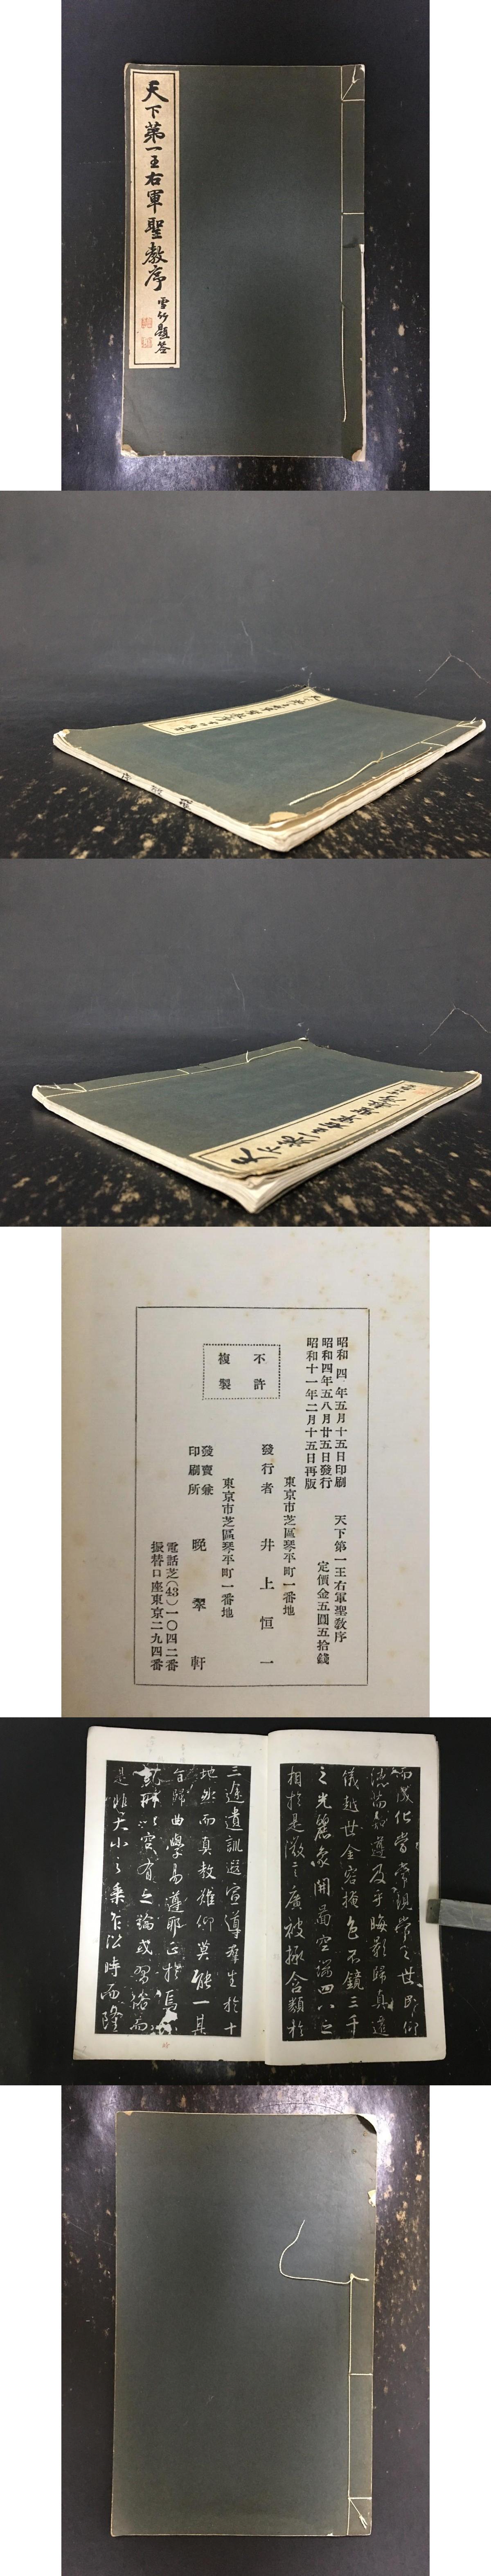 天下第一王右軍聖教序
雪竹題簽
昭和四年五月十五日印刷
昭和四年五八月廿五日發行
昭和十一年二月十五日再版
天下第一王右軍聖教序
定價金五圓五拾錢
不許
複製
東京市芝區琴平町一番地
發行者 井上恒一
東京市芝區琴平町一番地
發賣兼
印刷所 晩翠軒
電話芝(43)一〇四二番
振替口座東京二九四番
而成化當常現常之世民仰
德而知遵及乎晦影歸真遷
儀越世金容掩色不鏡三千
之光麗象開圖空端四八之
相於是微言廣被拯含類於
三途遺訓遐宣導群生於十
地然而真教難仰莫能一其
旨歸曲學易遵耶正於焉
糺所以空有之論或習俗而
是非大小之乘乍沿時而隆